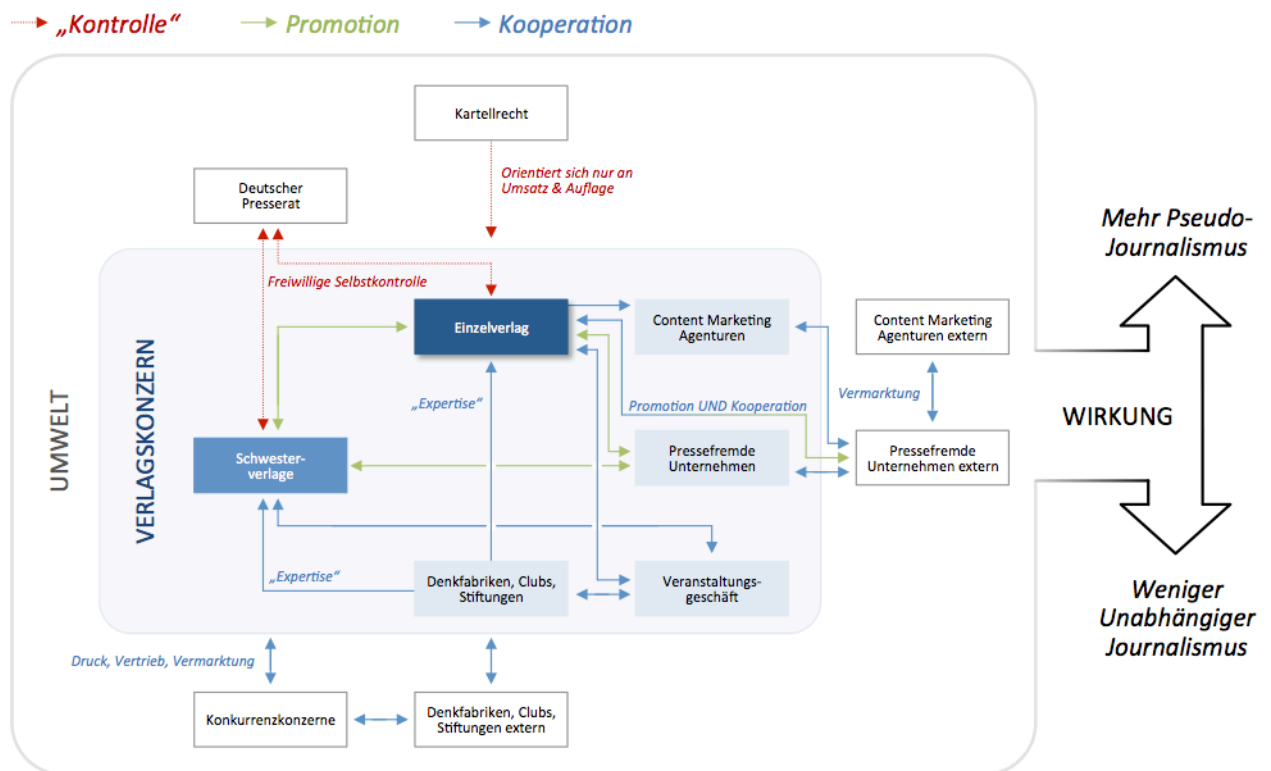 „Kontrolle“
Promotion
Kooperation
Kartellrecht
Orientiert sich nur an
Umsatz & Auflage
Deutscher
Presserat
Freiwillige Selbstkontrolle
Einzelverlag
Content Marketing
Agenturen
Content Marketing
Agenturen extern
„Expertise“
Promotion UND Kooperation
Vermarktung
Schwester-
verlage
Pressefremde
Unternehmen
Pressefremde
Unternehmen extern
„Expertise“
Denkfabriken, Clubs,
Stiftungen
Veranstaltungs-
geschäft
Druck, Vertrieb, Vermarktung
Konkurrenzkonzerne
Denkfabriken, Clubs,
Stiftungen extern
UMWELT
VERLAGSKONZERN
Mehr Pseudo-
Journalismus
WIRKUNG
Weniger
Unabhängiger
Journalismus